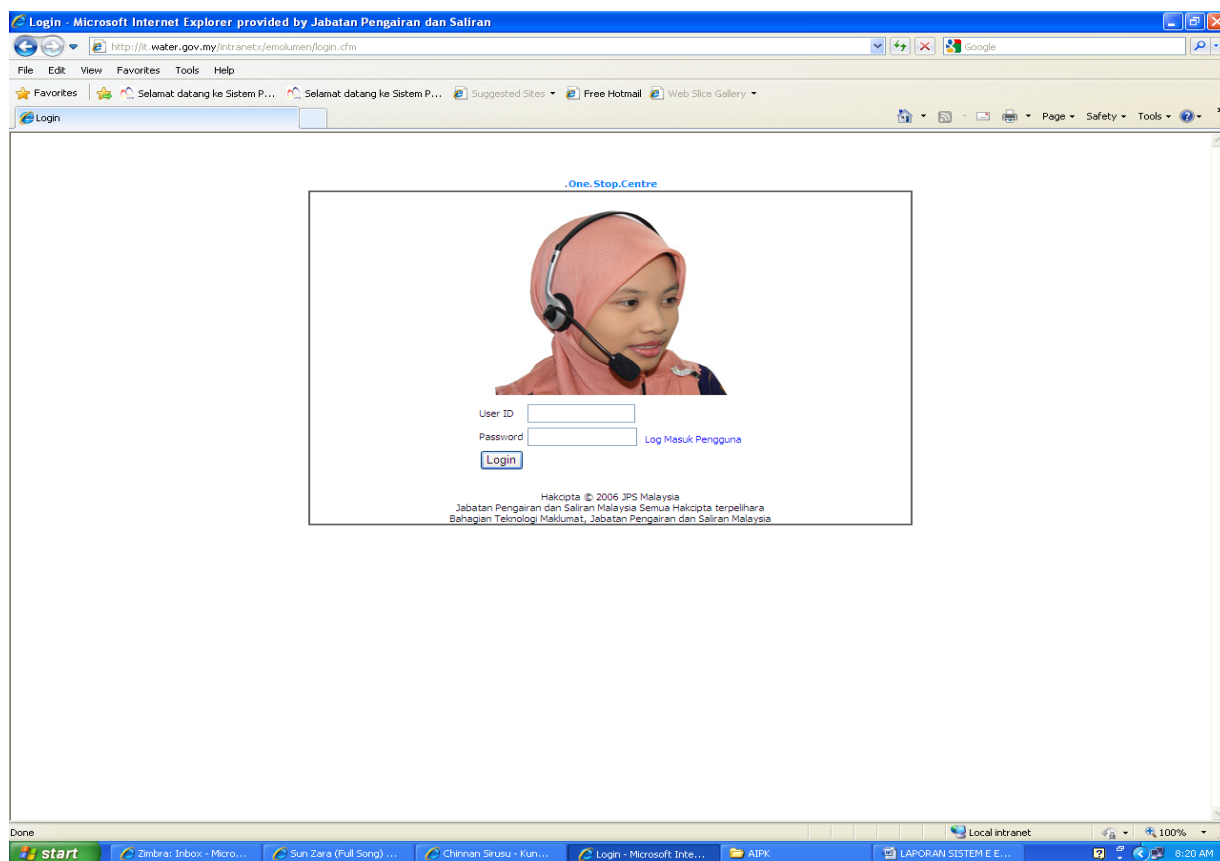 Login - Microsoft Internet Explorer provided by Jabatan Pengairan dan Saliran
http://it.water.gov.my/intranetx/emolumen/login.cfm
Google
File Edit View Favorites Tools Help
Favorites Selamat datang ke Sistem P... Selamat datang ke Sistem P... Suggested Sites Free Hotmail Web Slice Gallery
Login Page Safety Tools
.One.Stop.Centre
User ID
Password Log Masuk Pengguna
Login
Hakcipta © 2006 JPS Malaysia
Jabatan Pengairan dan Saliran Malaysia Semua Hakcipta terpelihara
Bahagian Teknologi Maklumat, Jabatan Pengairan dan Saliran Malaysia
Done Local intranet 100%
start Zimbra: Inbox - Micro... Sun Zara (Full Song) ... Chinnan Sirusu - Kun... Login - Microsoft Inte... AIPK LAPORAN SISTEM E E... 8:20 AM